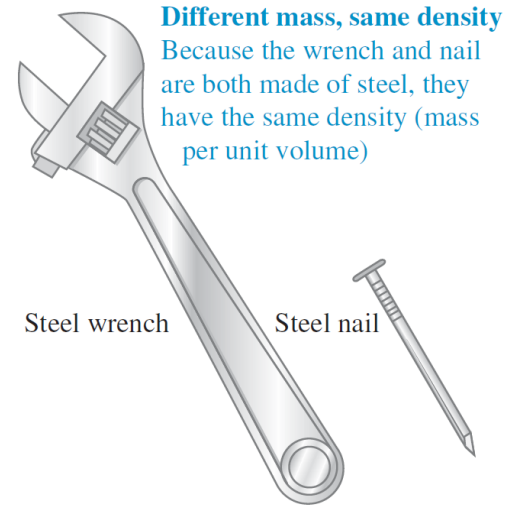 Different mass, same density
Because the wrench and nail
are both made of steel, they
have the same density (mass
per unit volume)
Steel wrench
Steel nail